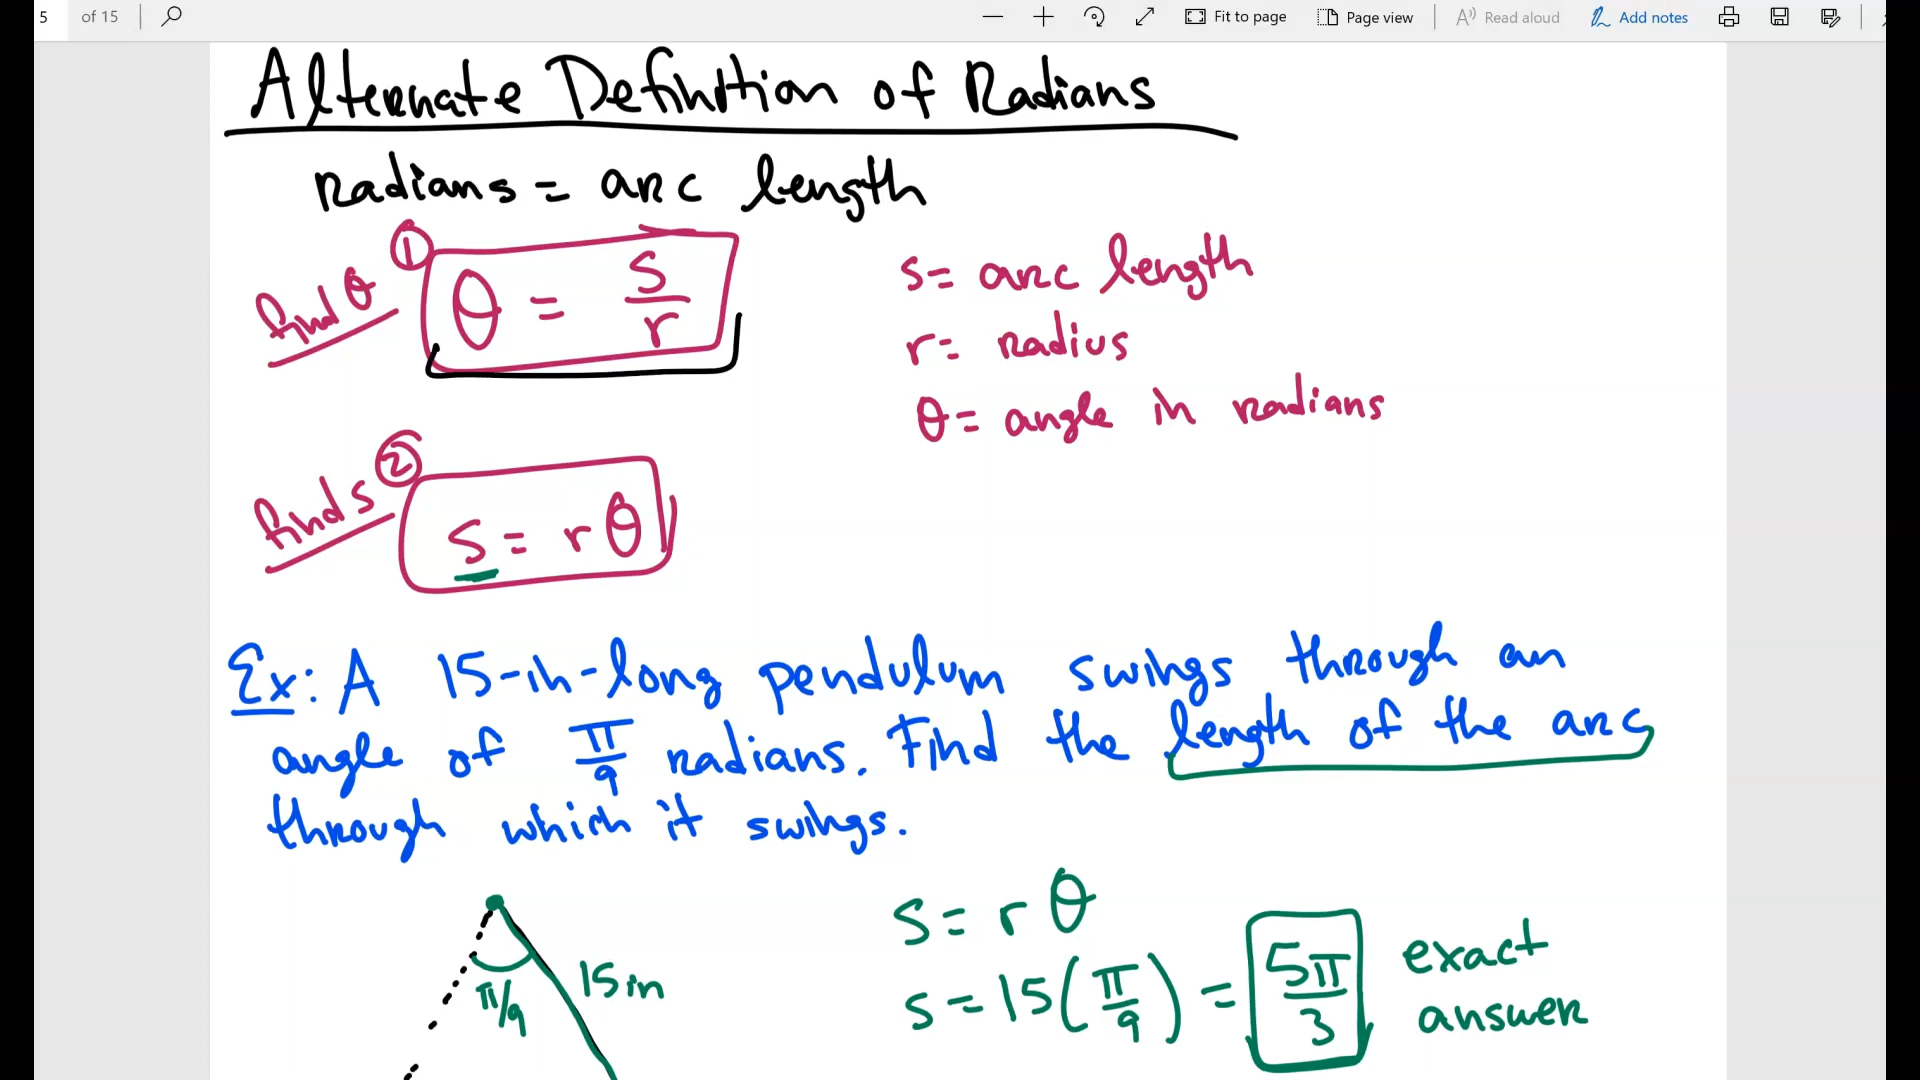 5 of 15 Fit to page Page view Read aloud Add notes
Alternate Definition of Radians
radians = arc length
find θ ① θ = s/r
s = arc length
r = radius
θ = angle in radians
find s ② s = rθ
Ex: A 15-in-long pendulum swings through an
angle of π/9 radians. Find the length of the arc
through which it swings.
π/9 15in
s = rθ
s = 15(π/9) = 5π/3 exact answer